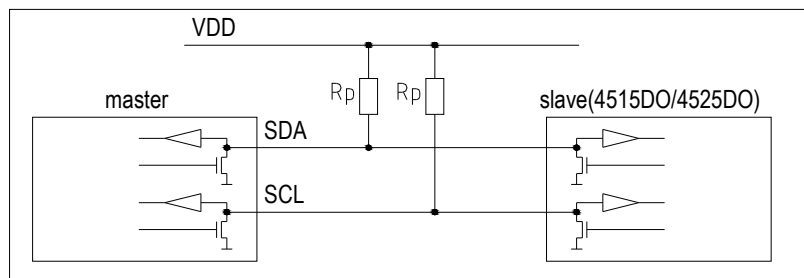 VDD
Rp
Rp
master
slave(4515DO/4525DO)
SDA
SCL